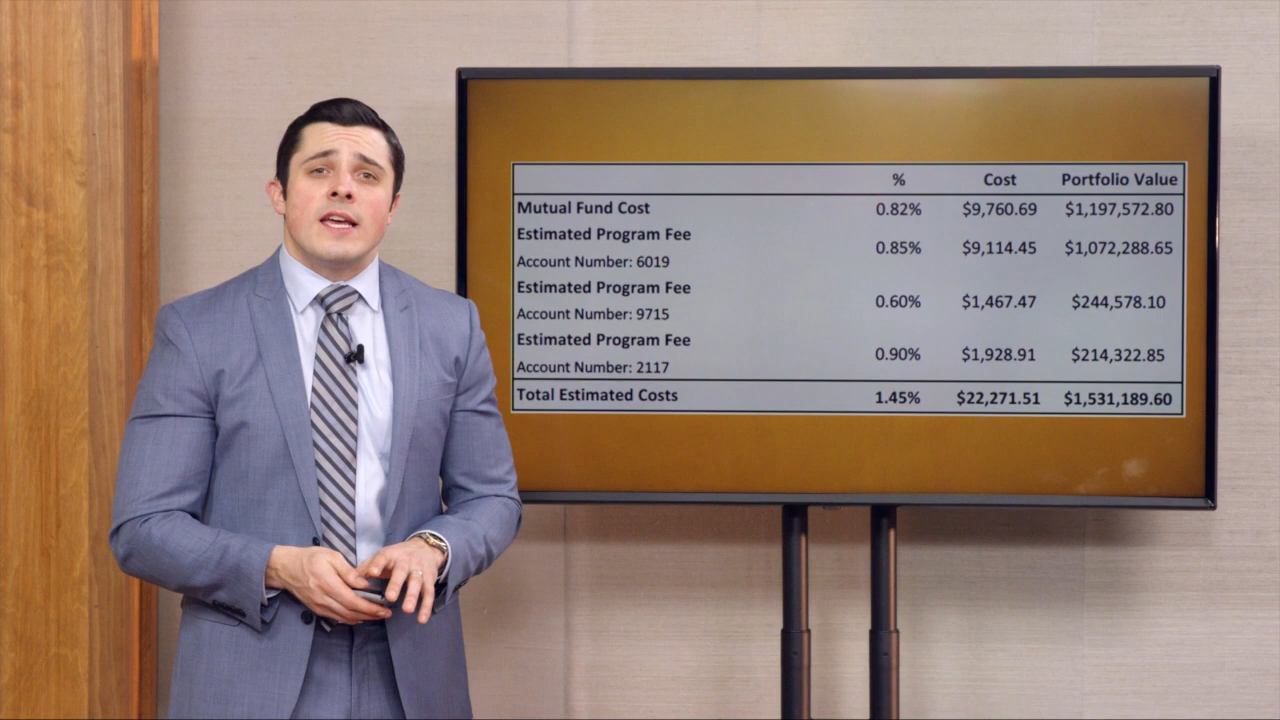 % Cost Portfolio Value
Mutual Fund Cost 0.82% $9,760.69 $1,197,572.80
Estimated Program Fee
Account Number: 6019 0.85% $9,114.45 $1,072,288.65
Estimated Program Fee
Account Number: 9715 0.60% $1,467.47 $244,578.10
Estimated Program Fee
Account Number: 2117 0.90% $1,928.91 $214,322.85
Total Estimated Costs 1.45% $22,271.51 $1,531,189.60